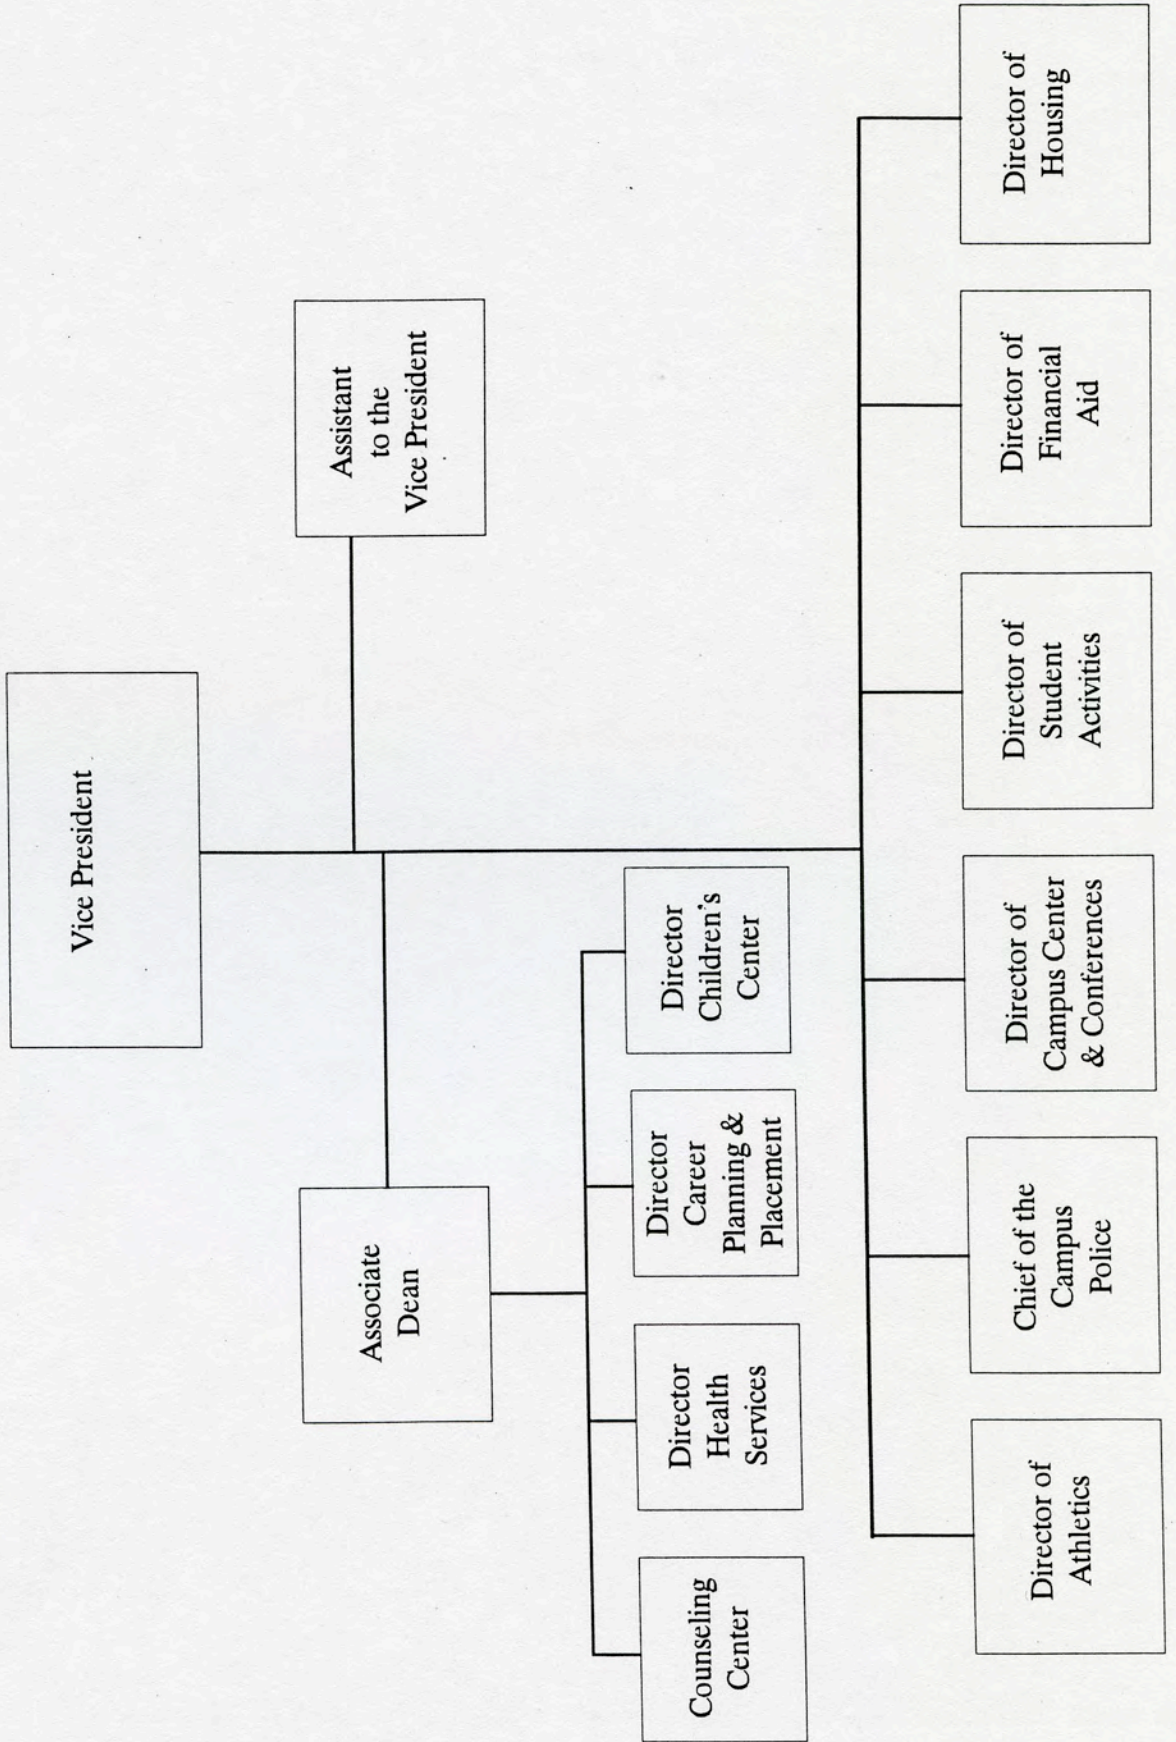 Vice President
Assistant
to the
Vice President
Associate
Dean
Counseling
Center
Director
Health
Services
Director
Career
Planning &
Placement
Director
Children's
Center
Director of
Athletics
Chief of the
Campus
Police
Director of
Campus Center
& Conferences
Director of
Student
Activities
Director of
Financial
Aid
Director of
Housing